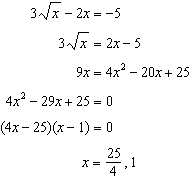 3√x − 2x = −5
3√x = 2x − 5
9x = 4x² − 20x + 25
4x² − 29x + 25 = 0
(4x − 25)(x − 1) = 0
x = 25/4, 1